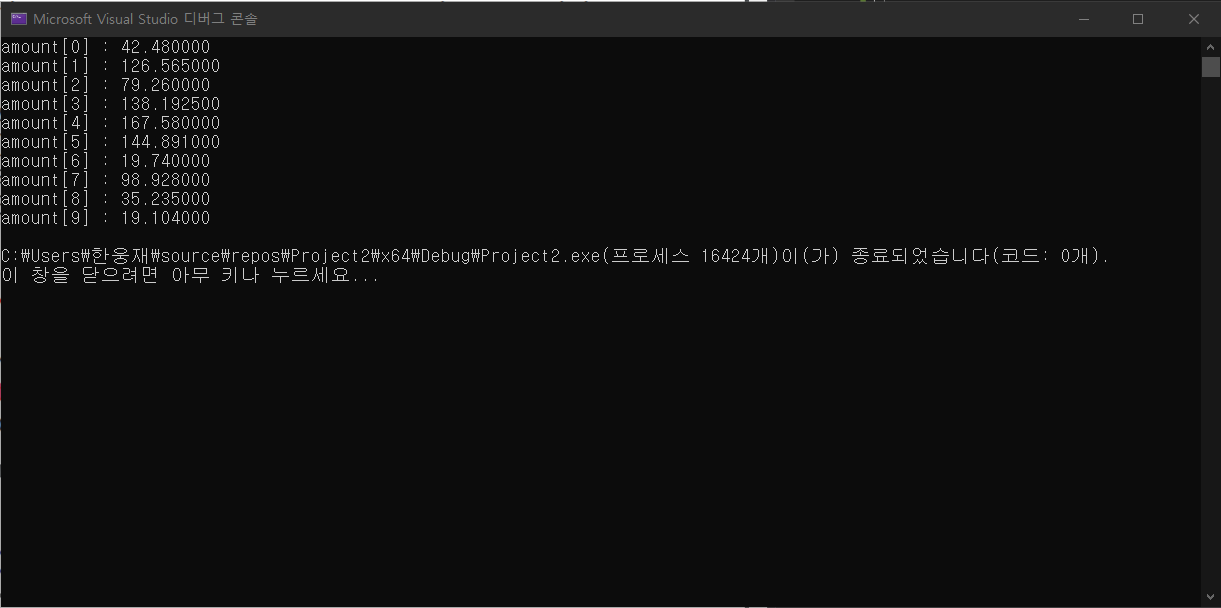 Microsoft Visual Studio 디버그 콘솔
amount[0] : 42.480000
amount[1] : 126.565000
amount[2] : 79.260000
amount[3] : 138.192500
amount[4] : 167.580000
amount[5] : 144.891000
amount[6] : 19.740000
amount[7] : 98.928000
amount[8] : 35.235000
amount[9] : 19.104000
C:₩Users₩한웅재₩source₩repos₩Project2₩x64₩Debug₩Project2.exe(프로세스 16424개)이(가) 종료되었습니다(코드: 0개).
이 창을 닫으려면 아무 키나 누르세요...